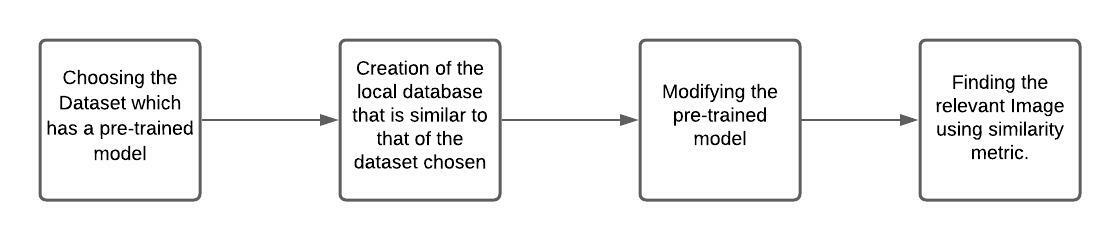 Choosing the
Dataset which
has a pre-trained
model
Creation of the
local database
that is similar to
that of the
dataset chosen
Modifying the
pre-trained
model
Finding the
relevant Image
using similarity
metric.